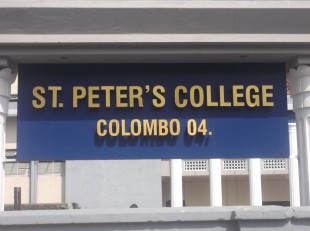 ST. PETER'S COLLEGE
COLOMBO 04.